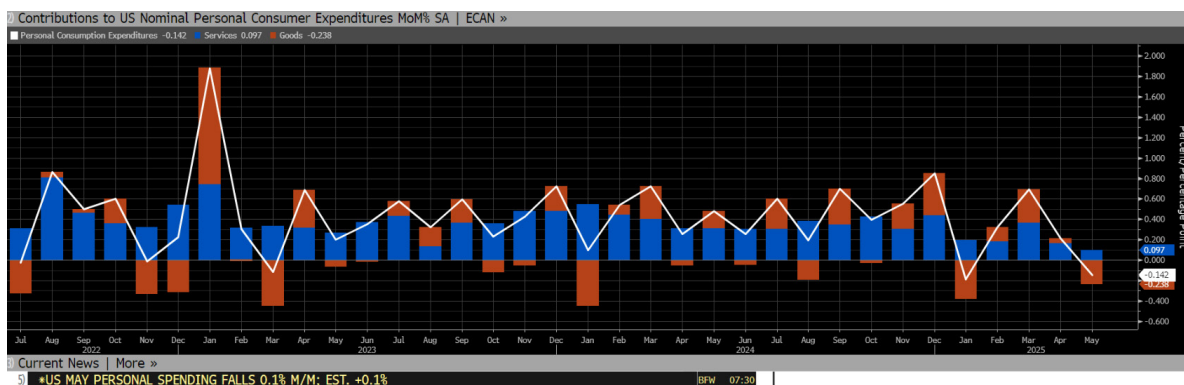 Contributions to US Nominal Personal Consumer Expenditures MoM% SA | ECAN »
Personal Consumption Expenditures -0.142 Services 0.097 Goods -0.238
2.000
1.800
1.600
1.400
1.200
1.000
0.800
0.600
0.400
0.200
0.097
0.000
-0.142
-0.238
-0.400
-0.600
Percent/Percentage Point
Jul Aug Sep Oct Nov Dec Jan Feb Mar Apr May Jun Jul Aug Sep Oct Nov Dec Jan Feb Mar Apr May Jun Jul Aug Sep Oct Nov Dec Jan Feb Mar Apr May
2022 2023 2024 2025
Current News | More »
5) *US MAY PERSONAL SPENDING FALLS 0.1% M/M; EST. +0.1% BFW 07:30